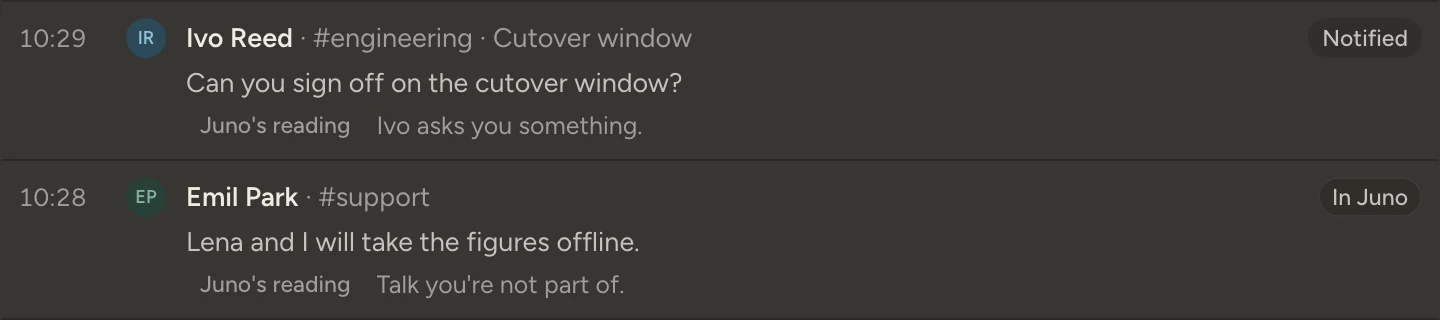 10:29 IR Ivo Reed · #engineering · Cutover window Notified
Can you sign off on the cutover window?
Juno's reading Ivo asks you something.
10:28 EP Emil Park · #support In Juno
Lena and I will take the figures offline.
Juno's reading Talk you're not part of.